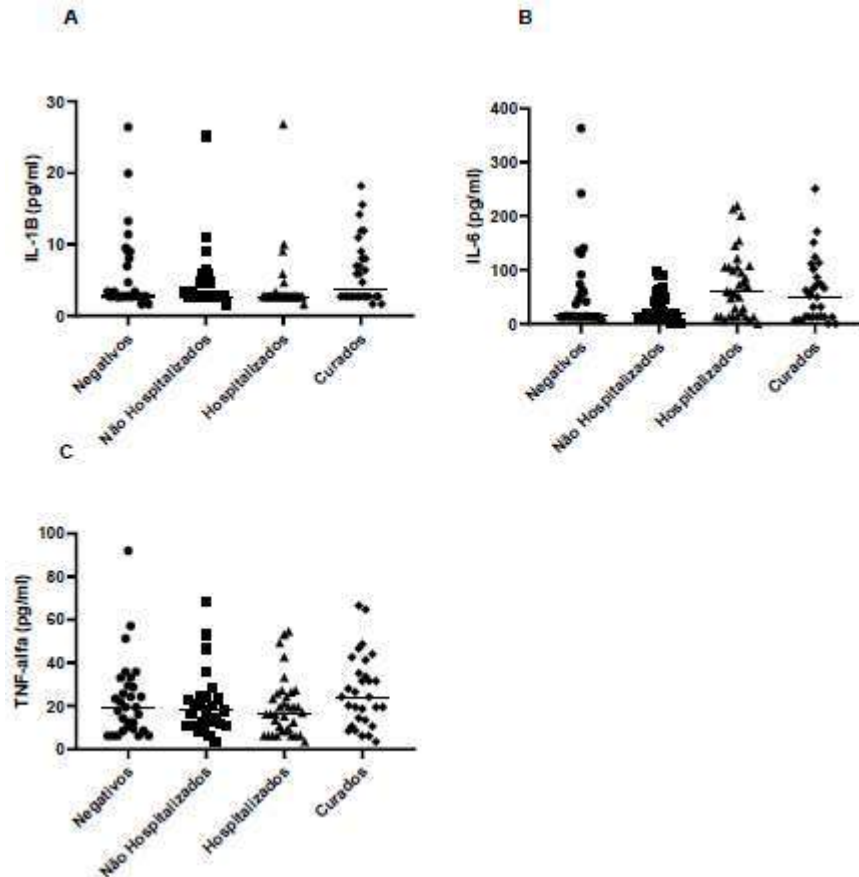 A
IL-1B (pg/ml)
30
20
10
0
Negativos
Não Hospitalizados
Hospitalizados
Curados
B
IL-6 (pg/ml)
400
300
200
100
0
Negativos
Não Hospitalizados
Hospitalizados
Curados
C
TNF-alfa (pg/ml)
100
80
60
40
20
0
Negativos
Não Hospitalizados
Hospitalizados
Curados